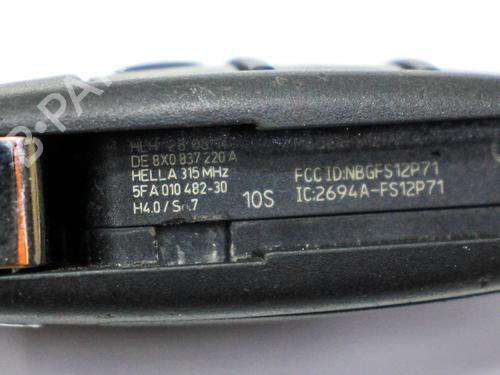 DE 8X0 837 220 A
HELLA 315 MHz
5FA 010 482-30
10S
FCC ID:NBGFS12P71
IC:2694A-FS12P71